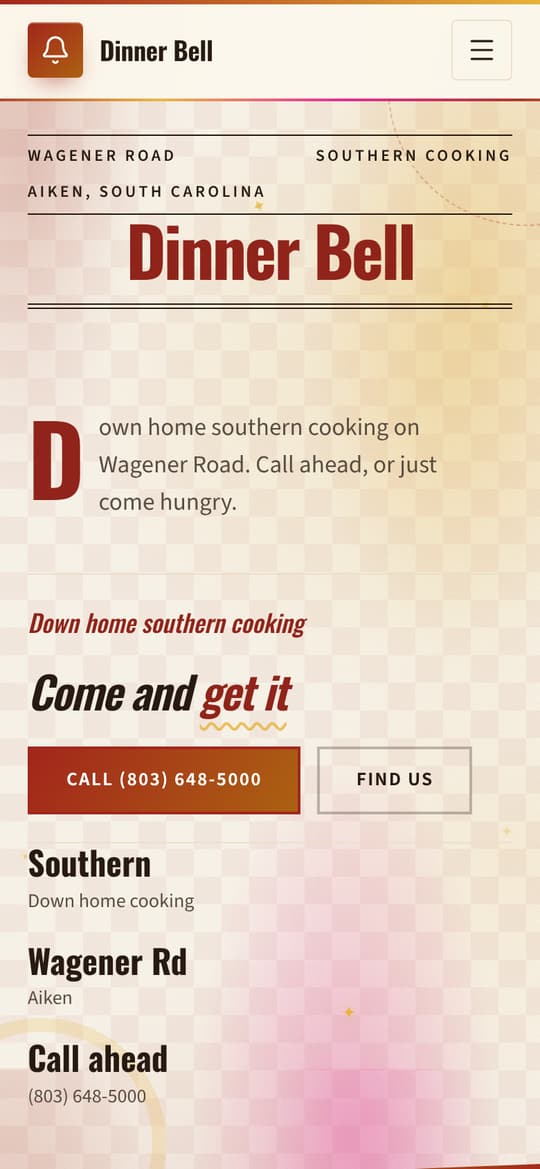 Dinner Bell
WAGENER ROAD
SOUTHERN COOKING
AIKEN, SOUTH CAROLINA
Dinner Bell
Down home southern cooking on
Wagener Road. Call ahead, or just
come hungry.
Down home southern cooking
Come and get it
CALL (803) 648-5000
FIND US
Southern
Down home cooking
Wagener Rd
Aiken
Call ahead
(803) 648-5000